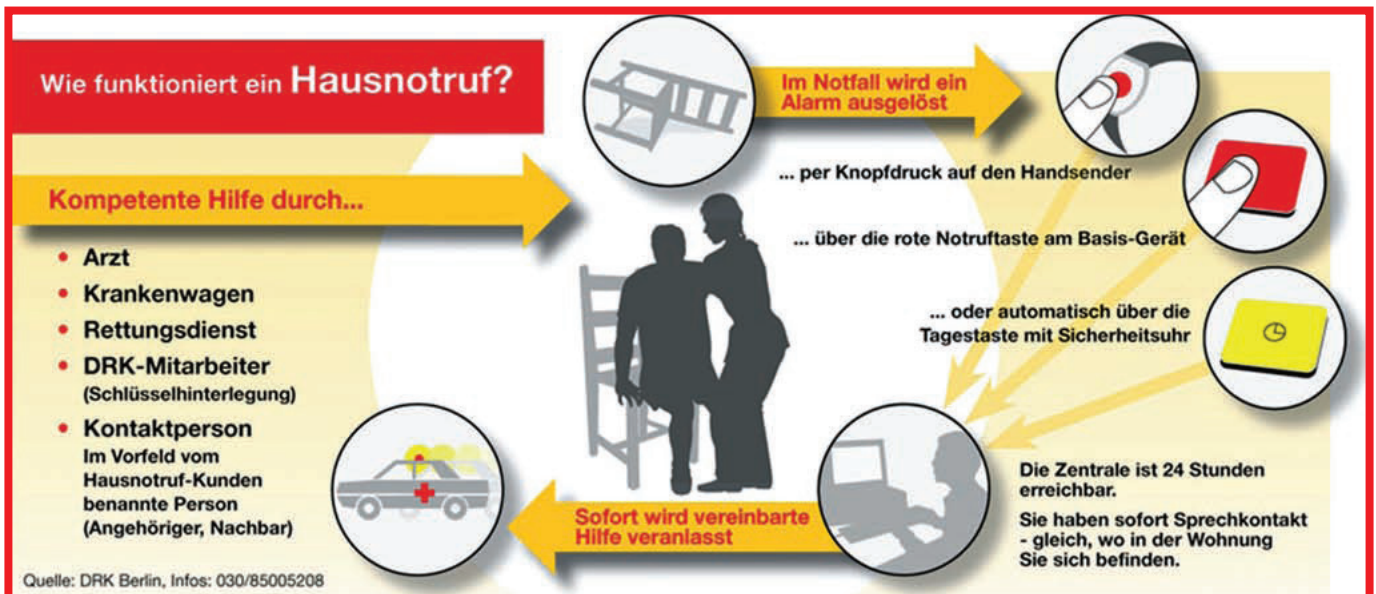 Wie funktioniert ein Hausnotruf?
Im Notfall wird ein
Alarm ausgelöst
... per Knopfdruck auf den Handsender
... über die rote Notruftaste am Basis-Gerät
... oder automatisch über die
Tagestaste mit Sicherheitsuhr
Die Zentrale ist 24 Stunden
erreichbar.
Sie haben sofort Sprechkontakt
- gleich, wo in der Wohnung
Sie sich befinden.
Sofort wird vereinbarte
Hilfe veranlasst
Kompetente Hilfe durch...
• Arzt
• Krankenwagen
• Rettungsdienst
• DRK-Mitarbeiter
(Schlüsselhinterlegung)
• Kontaktperson
Im Vorfeld vom
Hausnotruf-Kunden
benannte Person
(Angehöriger, Nachbar)
Quelle: DRK Berlin, Infos: 030/85005208